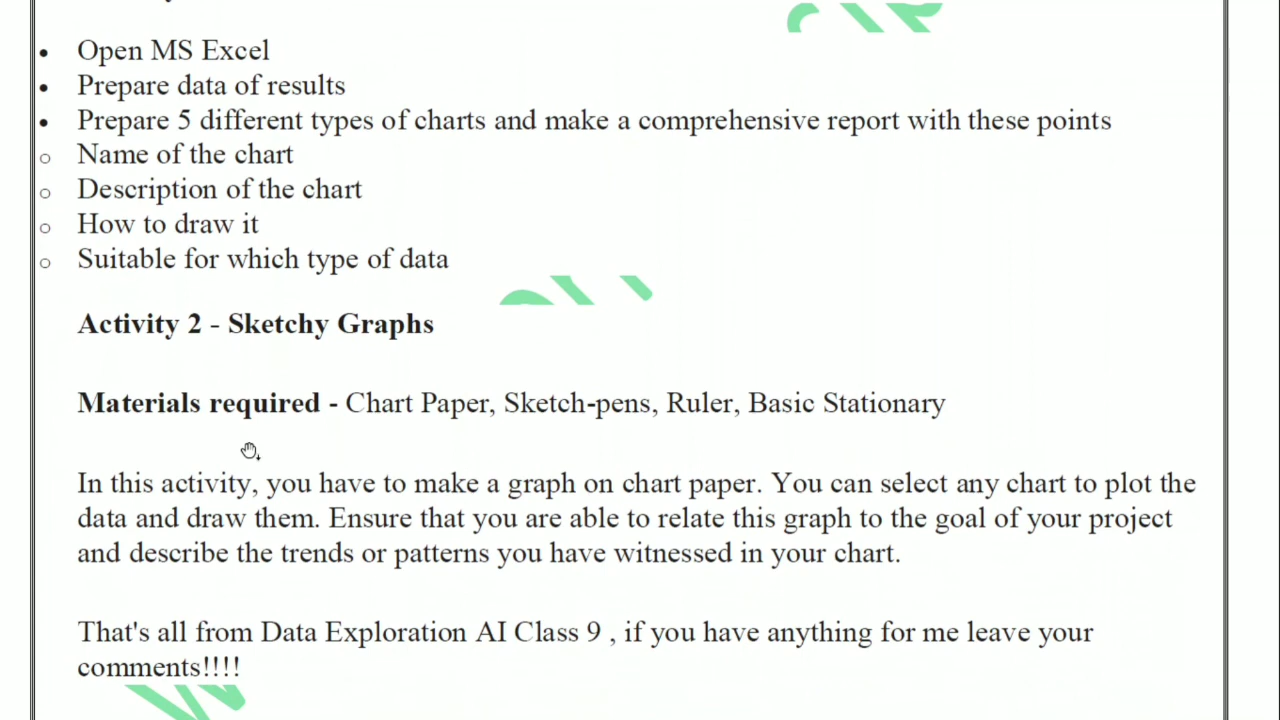 Open MS Excel
Prepare data of results
Prepare 5 different types of charts and make a comprehensive report with these points
Name of the chart
Description of the chart
How to draw it
Suitable for which type of data
Activity 2 - Sketchy Graphs
Materials required - Chart Paper, Sketch-pens, Ruler, Basic Stationary
In this activity, you have to make a graph on chart paper. You can select any chart to plot the
data and draw them. Ensure that you are able to relate this graph to the goal of your project
and describe the trends or patterns you have witnessed in your chart.
That's all from Data Exploration AI Class 9 , if you have anything for me leave your
comments!!!!